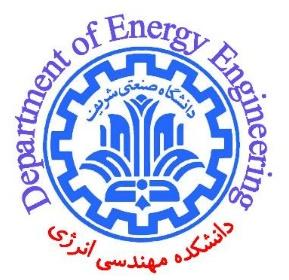 Department of Energy Engineering
دانشگاه صنعتی شریف
دانشکده مهندسی انرژی